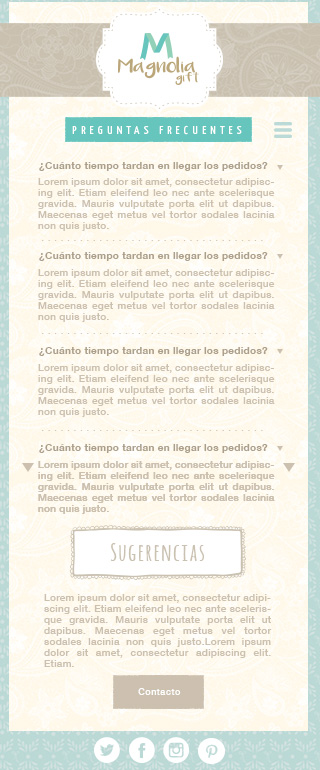 M
Magnolia
gift
PREGUNTAS FRECUENTES
¿Cuánto tiempo tardan en llegar los pedidos?
Lorem ipsum dolor sit amet, consectetur adipisc-
ing elit. Etiam eleifend leo nec ante scelerisque
gravida. Mauris vulputate porta elit ut dapibus.
Maecenas eget metus vel tortor sodales lacinia
non quis justo.
¿Cuánto tiempo tardan en llegar los pedidos?
Lorem ipsum dolor sit amet, consectetur adipisc-
ing elit. Etiam eleifend leo nec ante scelerisque
gravida. Mauris vulputate porta elit ut dapibus.
Maecenas eget metus vel tortor sodales lacinia
non quis justo.
¿Cuánto tiempo tardan en llegar los pedidos?
Lorem ipsum dolor sit amet, consectetur adipisc-
ing elit. Etiam eleifend leo nec ante scelerisque
gravida. Mauris vulputate porta elit ut dapibus.
Maecenas eget metus vel tortor sodales lacinia
non quis justo.
¿Cuánto tiempo tardan en llegar los pedidos?
Lorem ipsum dolor sit amet, consectetur adipisc-
ing elit. Etiam eleifend leo nec ante scelerisque
gravida. Mauris vulputate porta elit ut dapibus.
Maecenas eget metus vel tortor sodales lacinia
non quis justo.
SUGERENCIAS
Lorem ipsum dolor sit amet, consectetur adipi-
scing elit. Etiam eleifend leo nec ante sceleris-
que gravida. Mauris vulputate porta elit ut
dapibus. Maecenas eget metus vel tortor
sodales lacinia non quis justo.Lorem ipsum
dolor sit amet, consectetur adipiscing elit.
Etiam.
Contacto